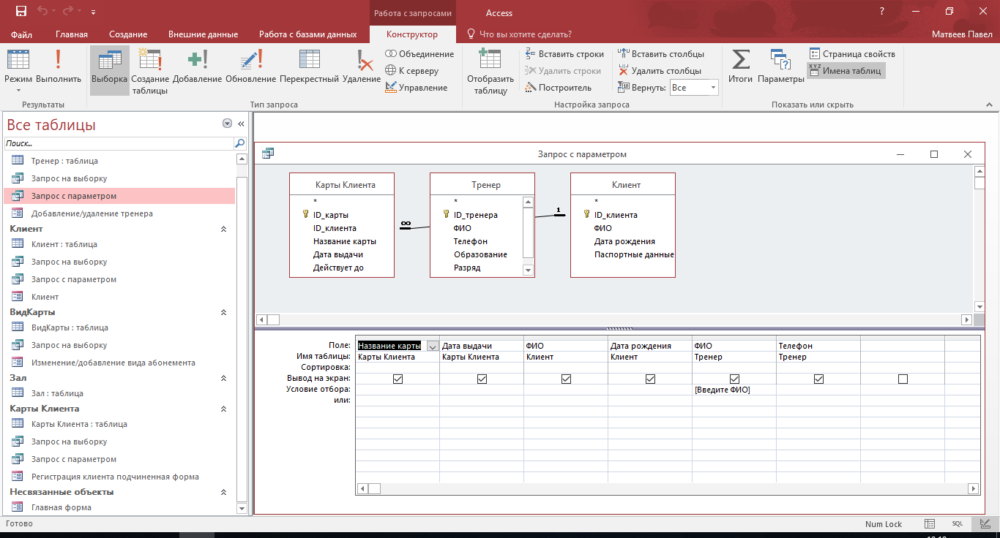 Работа с запросами
Access
?
Файл
Главная
Создание
Внешние данные
Работа с базами данных
Конструктор
Что вы хотите сделать?
Матвеев Павел
Режим
Выполнить
Выборка
Создание таблицы
Добавление
Обновление
Перекрестный
Удаление
Объединение
К серверу
Управление
Отобразить таблицу
Вставить строки
Удалить строки
Построитель
Вставить столбцы
Удалить столбцы
Вернуть: Все
Итоги
Параметры
Страница свойств
Имена таблиц
Результаты
Тип запроса
Настройка запроса
Показать или скрыть
Все таблицы
Поиск...
Тренер : таблица
Запрос на выборку
Запрос с параметром
Добавление/удаление тренера
Клиент
Клиент : таблица
Запрос на выборку
Запрос с параметром
Клиент
ВидКарты
ВидКарты : таблица
Запрос на выборку
Изменение/добавление вида абонемента
Зал
Зал : таблица
Карты Клиента
Карты Клиента : таблица
Запрос на выборку
Запрос с параметром
Регистрация клиента подчиненная форма
Несвязанные объекты
Главная форма
Запрос с параметром
Карты Клиента
*
ID_карты
ID_клиента
Название карты
Дата выдачи
Действует до
∞
Тренер
*
ID_тренера
ФИО
Телефон
Образование
Разряд
1
Клиент
*
ID_клиента
ФИО
Дата рождения
Паспортные данные
Поле: Название карты Дата выдачи ФИО Дата рождения ФИО Телефон
Имя таблицы: Карты Клиента Карты Клиента Клиент Клиент Тренер Тренер
Сортировка:
Вывод на экран:
Условие отбора: [Введите ФИО]
или:
Готово
Num Lock
SQL